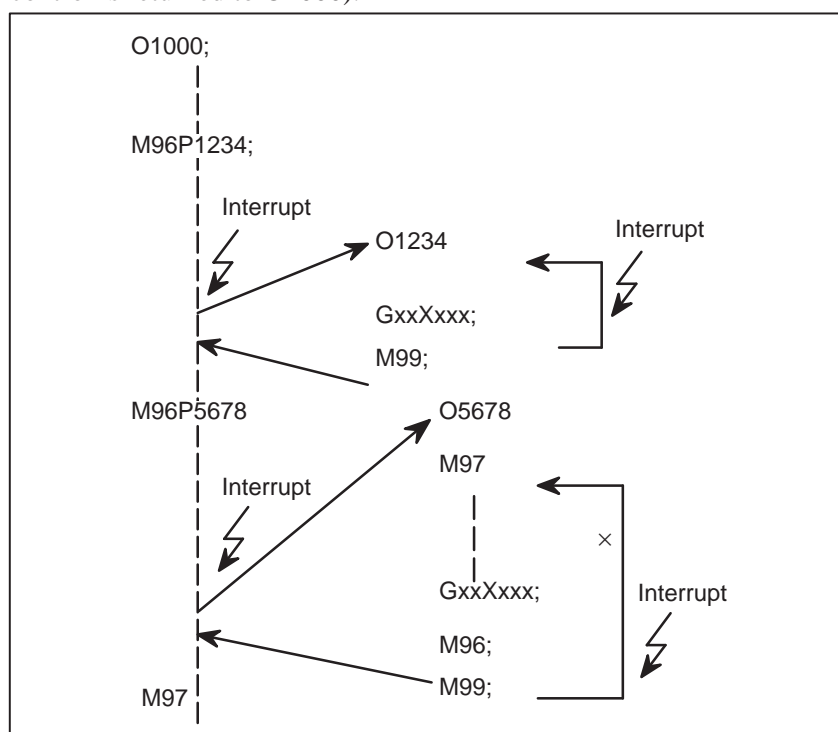 O1000;
M96P1234;
Interrupt
O1234
Interrupt
GxxXxxx;
M99;
M96P5678
O5678
M97
Interrupt
×
GxxXxxx;
Interrupt
M96;
M99;
M97